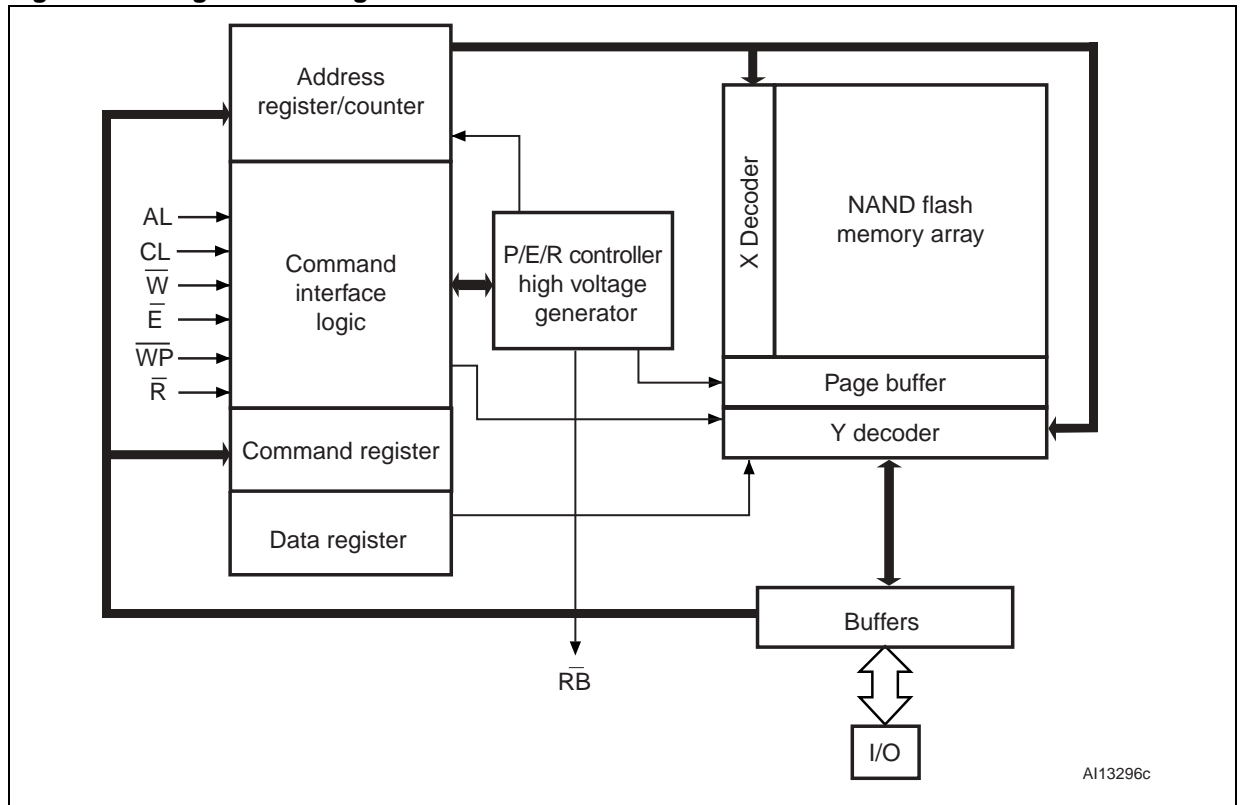 Address
register/counter
AL
CL
W̅
E̅
W̅P̅
R̅
Command
interface
logic
Command register
Data register
P/E/R controller
high voltage
generator
RB̅
X Decoder
NAND flash
memory array
Page buffer
Y decoder
Buffers
I/O
AI13296c